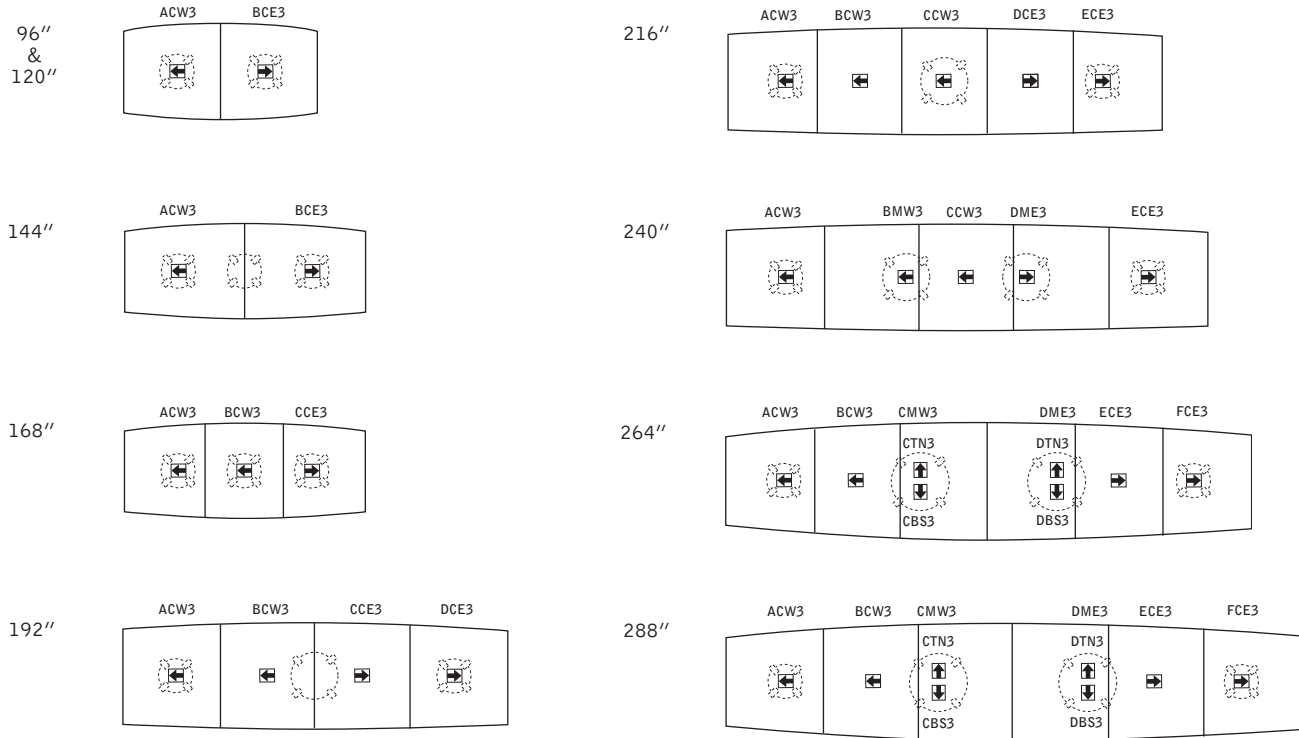 96″
&
120″
ACW3 BCE3
144″
ACW3 BCE3
168″
ACW3 BCW3 CCE3
192″
ACW3 BCW3 CCE3 DCE3
216″
ACW3 BCW3 CCW3 DCE3 ECE3
240″
ACW3 BMW3 CCW3 DME3 ECE3
264″
ACW3 BCW3 CMW3 DME3 ECE3 FCE3
CTN3 DTN3
CBS3 DBS3
288″
ACW3 BCW3 CMW3 DME3 ECE3 FCE3
CTN3 DTN3
CBS3 DBS3